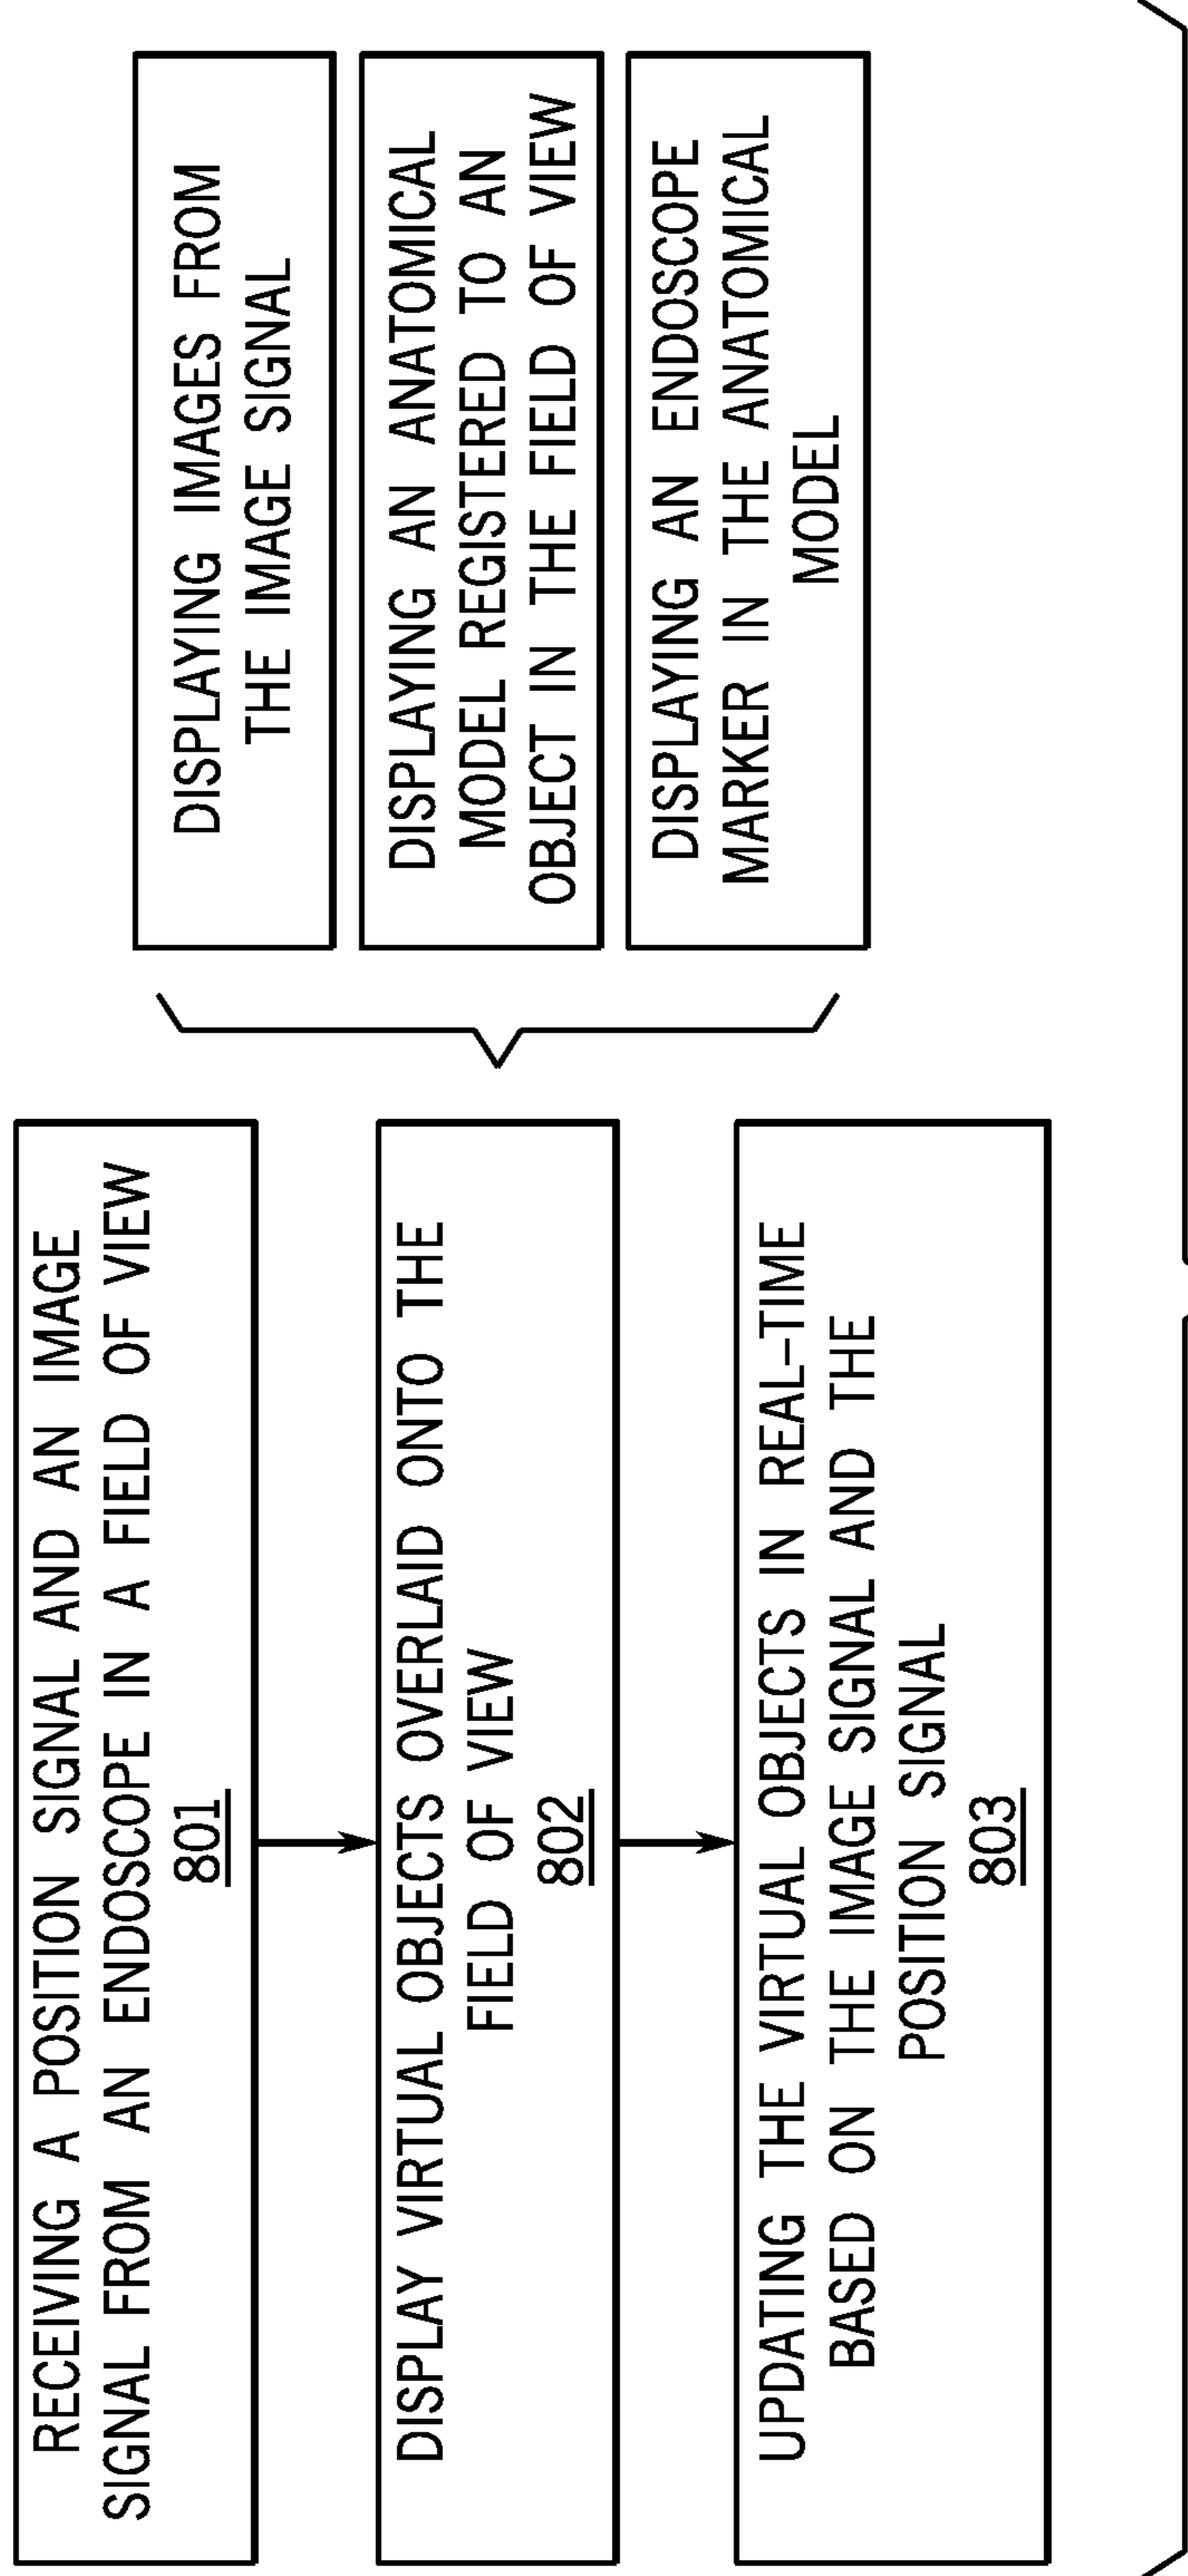 RECEIVING A POSITION SIGNAL AND AN IMAGE
SIGNAL FROM AN ENDOSCOPE IN A FIELD OF VIEW
801
DISPLAY VIRTUAL OBJECTS OVERLAID ONTO THE
FIELD OF VIEW
802
UPDATING THE VIRTUAL OBJECTS IN REAL-TIME
BASED ON THE IMAGE SIGNAL AND THE
POSITION SIGNAL
803
DISPLAYING IMAGES FROM
THE IMAGE SIGNAL
DISPLAYING AN ANATOMICAL
MODEL REGISTERED TO AN
OBJECT IN THE FIELD OF VIEW
DISPLAYING AN ENDOSCOPE
MARKER IN THE ANATOMICAL
MODEL